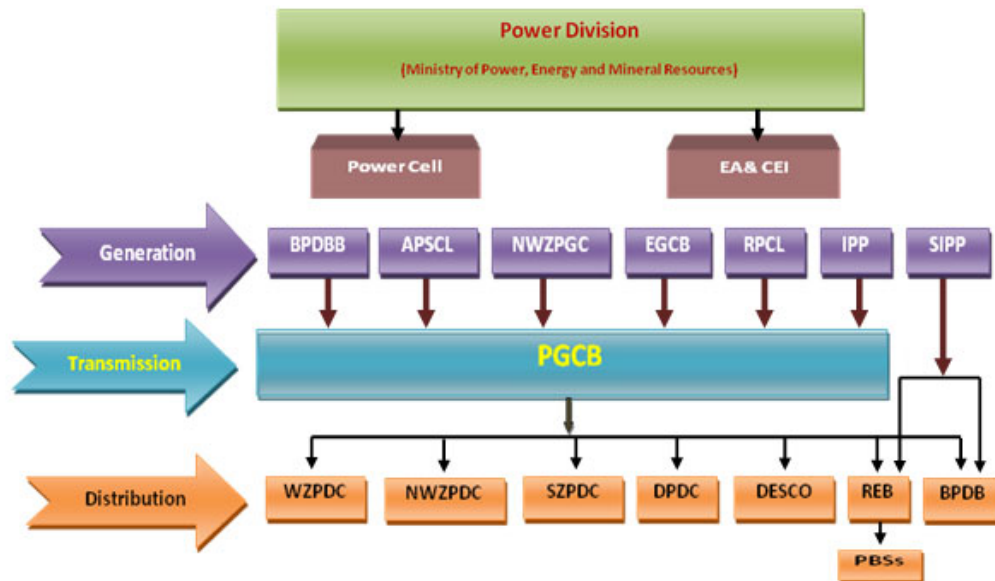 Power Division
(Ministry of Power, Energy and Mineral Resources)
Power Cell
EA& CEI
Generation
BPDBB
APSCL
NWZPGC
EGCB
RPCL
IPP
SIPP
Transmission
PGCB
Distribution
WZPDC
NWZPDC
SZPDC
DPDC
DESCO
REB
BPDB
PBSs